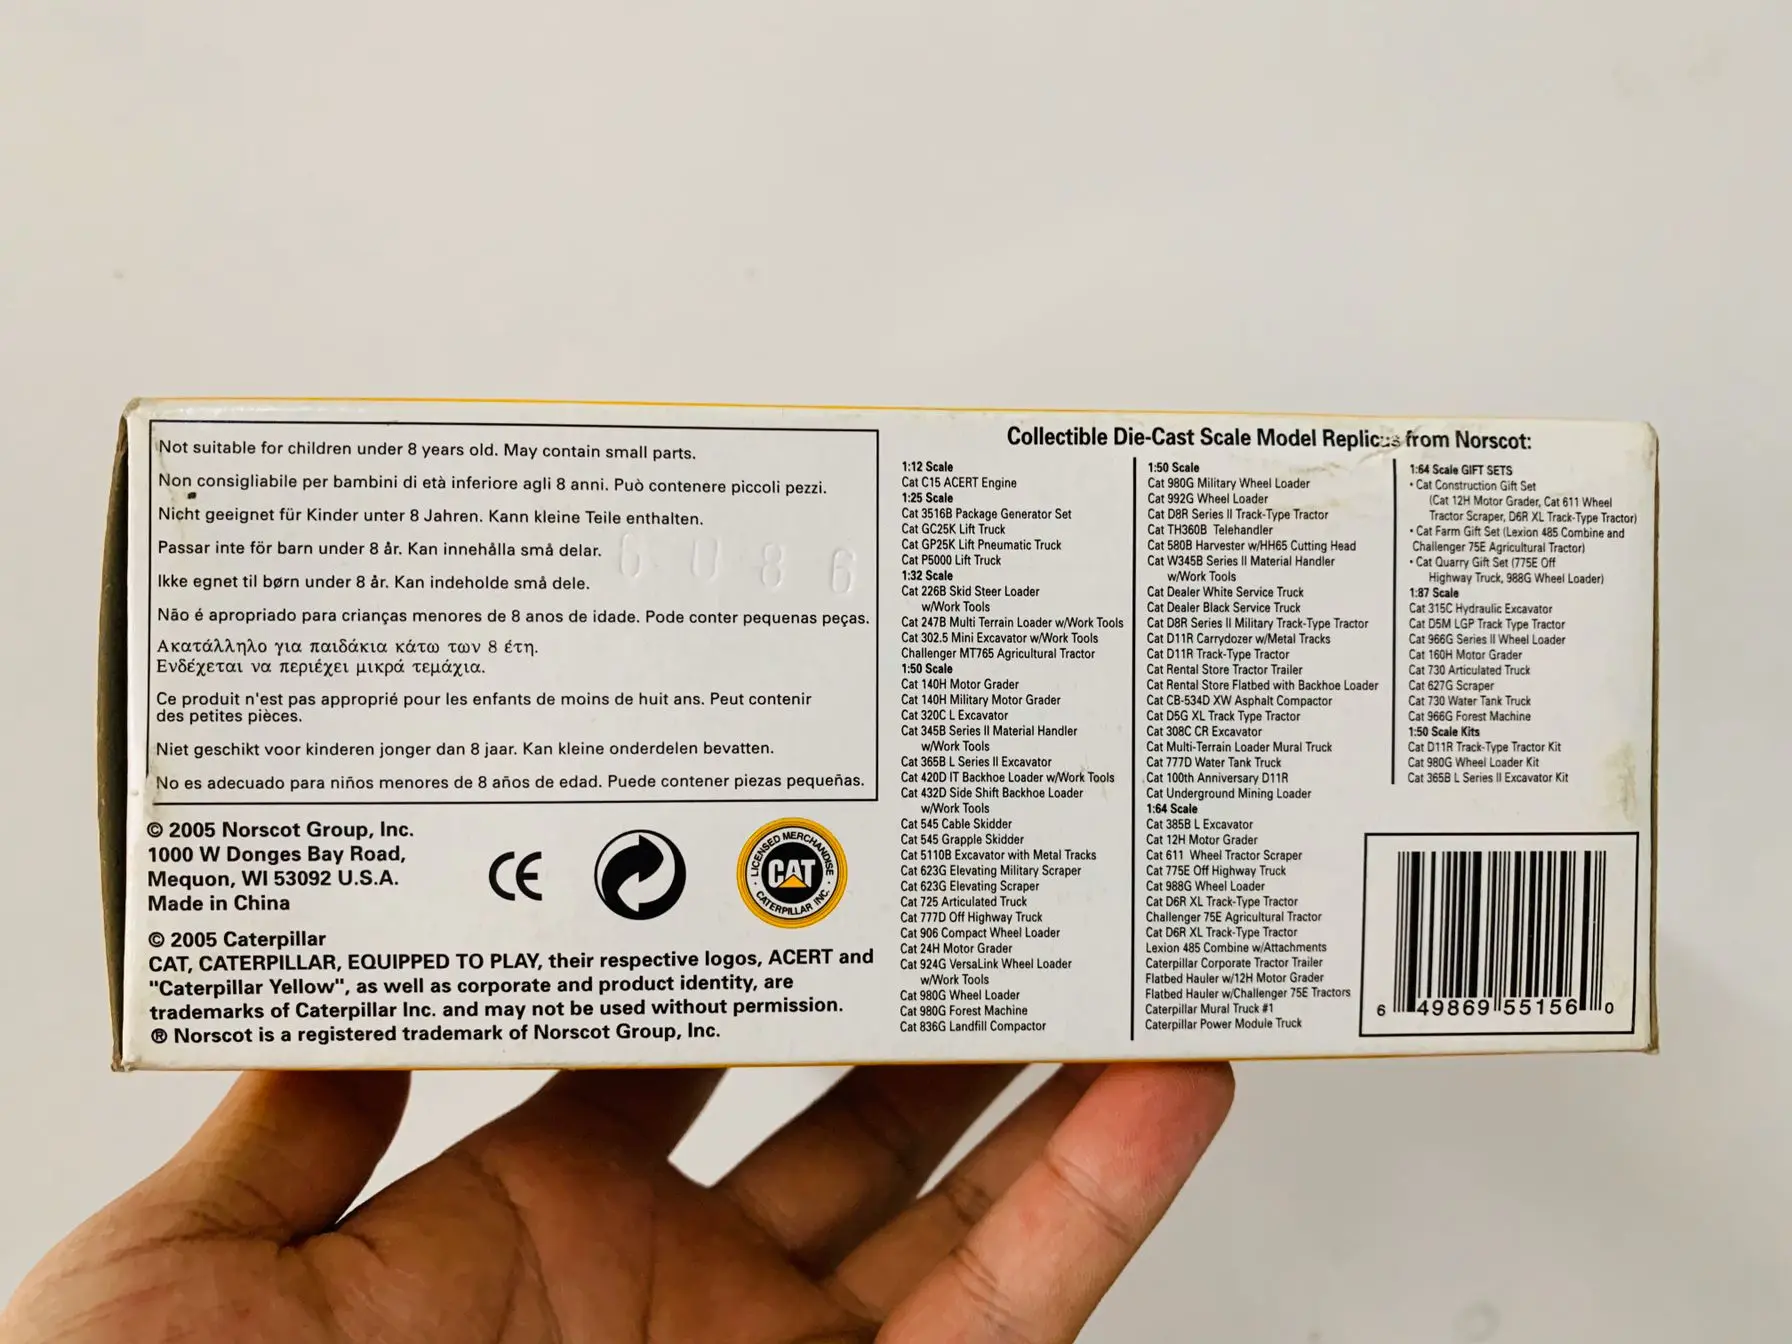 Not suitable for children under 8 years old. May contain small parts.
Non consigliabile per bambini di età inferiore agli 8 anni. Può contenere piccoli pezzi.
Nicht geeignet für Kinder unter 8 Jahren. Kann kleine Teile enthalten.
Passar inte för barn under 8 år. Kan innehålla små delar.
Ikke egnet til børn under 8 år. Kan indeholde små dele.
Não é apropriado para crianças menores de 8 anos de idade. Pode conter pequenas peças.
Ακατάλληλο για παιδάκια κάτω των 8 έτη.
Ενδέχεται να περιέχει μικρά τεμάχια.
Ce produit n'est pas approprié pour les enfants de moins de huit ans. Peut contenir
des petites pièces.
Niet geschikt voor kinderen jonger dan 8 jaar. Kan kleine onderdelen bevatten.
No es adecuado para niños menores de 8 años de edad. Puede contener piezas pequeñas.
© 2005 Norscot Group, Inc.
1000 W Donges Bay Road,
Mequon, WI 53092 U.S.A.
Made in China
CE
LICENSED MERCHANDISE
CAT
CATERPILLAR INC.
© 2005 Caterpillar
CAT, CATERPILLAR, EQUIPPED TO PLAY, their respective logos, ACERT and
"Caterpillar Yellow", as well as corporate and product identity, are
trademarks of Caterpillar Inc. and may not be used without permission.
® Norscot is a registered trademark of Norscot Group, Inc.
Collectible Die-Cast Scale Model Replicas from Norscot:
1:12 Scale
Cat C15 ACERT Engine
1:25 Scale
Cat 3516B Package Generator Set
Cat GC25K Lift Truck
Cat GP25K Lift Pneumatic Truck
Cat P5000 Lift Truck
1:32 Scale
Cat 226B Skid Steer Loader
w/Work Tools
Cat 247B Multi Terrain Loader w/Work Tools
Cat 302.5 Mini Excavator w/Work Tools
Challenger MT765 Agricultural Tractor
1:50 Scale
Cat 140H Motor Grader
Cat 140H Military Motor Grader
Cat 320C L Excavator
Cat 345B Series II Material Handler
w/Work Tools
Cat 365B L Series II Excavator
Cat 420D IT Backhoe Loader w/Work Tools
Cat 432D Side Shift Backhoe Loader
w/Work Tools
Cat 545 Cable Skidder
Cat 545 Grapple Skidder
Cat 5110B Excavator with Metal Tracks
Cat 623G Elevating Military Scraper
Cat 623G Elevating Scraper
Cat 725 Articulated Truck
Cat 777D Off Highway Truck
Cat 906 Compact Wheel Loader
Cat 24H Motor Grader
Cat 924G VersaLink Wheel Loader
w/Work Tools
Cat 980G Wheel Loader
Cat 980G Forest Machine
Cat 836G Landfill Compactor
1:50 Scale
Cat 980G Military Wheel Loader
Cat 992G Wheel Loader
Cat D8R Series II Track-Type Tractor
Cat TH360B Telehandler
Cat 580B Harvester w/HH65 Cutting Head
Cat W345B Series II Material Handler
w/Work Tools
Cat Dealer White Service Truck
Cat Dealer Black Service Truck
Cat D8R Series II Military Track-Type Tractor
Cat D11R Carrydozer w/Metal Tracks
Cat D11R Track-Type Tractor
Cat Rental Store Tractor Trailer
Cat Rental Store Flatbed with Backhoe Loader
Cat CB-534D XW Asphalt Compactor
Cat D5G XL Track Type Tractor
Cat 308C CR Excavator
Cat Multi-Terrain Loader Mural Truck
Cat 777D Water Tank Truck
Cat 100th Anniversary D11R
Cat Underground Mining Loader
1:64 Scale
Cat 385B L Excavator
Cat 12H Motor Grader
Cat 611 Wheel Tractor Scraper
Cat 775E Off Highway Truck
Cat 988G Wheel Loader
Cat D6R XL Track-Type Tractor
Challenger 75E Agricultural Tractor
Cat D6R XL Track-Type Tractor
Lexion 485 Combine w/Attachments
Caterpillar Corporate Tractor Trailer
Flatbed Hauler w/12H Motor Grader
Flatbed Hauler w/Challenger 75E Tractors
Caterpillar Mural Truck #1
Caterpillar Power Module Truck
1:64 Scale GIFT SETS
• Cat Construction Gift Set
(Cat 12H Motor Grader, Cat 611 Wheel
Tractor Scraper, D6R XL Track-Type Tractor)
• Cat Farm Gift Set (Lexion 485 Combine and
Challenger 75E Agricultural Tractor)
• Cat Quarry Gift Set (775E Off
Highway Truck, 988G Wheel Loader)
1:87 Scale
Cat 315C Hydraulic Excavator
Cat D5M LGP Track Type Tractor
Cat 966G Series II Wheel Loader
Cat 160H Motor Grader
Cat 730 Articulated Truck
Cat 627G Scraper
Cat 730 Water Tank Truck
Cat 966G Forest Machine
1:50 Scale Kits
Cat D11R Track-Type Tractor Kit
Cat 980G Wheel Loader Kit
Cat 365B L Series II Excavator Kit
6 49869 55156 0